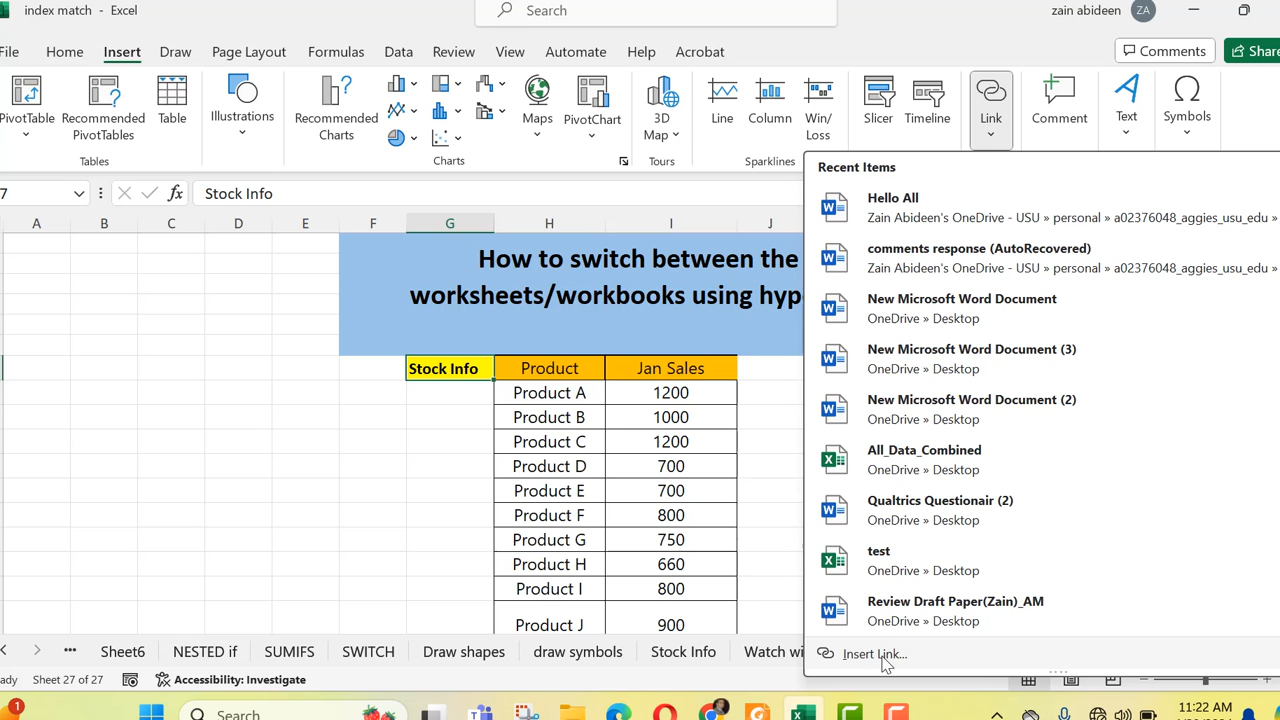 index match - Excel
Search
zain abideen
ZA
File
Home
Insert
Draw
Page Layout
Formulas
Data
Review
View
Automate
Help
Acrobat
Comments
Share
PivotTable
Recommended
PivotTables
Table
Illustrations
Recommended
Charts
Maps
PivotChart
3D
Map
Line
Column
Win/
Loss
Slicer
Timeline
Link
Comment
Text
Symbols
Tables
Charts
Tours
Sparklines
7
fx
Stock Info
A B C D E F G H I J
How to switch between the
worksheets/workbooks using hyp
Stock Info Product Jan Sales
Product A 1200
Product B 1000
Product C 1200
Product D 700
Product E 700
Product F 800
Product G 750
Product H 660
Product I 800
Product J 900
Recent Items
Hello All
Zain Abideen's OneDrive - USU » personal » a02376048_aggies_usu_edu »
comments response (AutoRecovered)
Zain Abideen's OneDrive - USU » personal » a02376048_aggies_usu_edu »
New Microsoft Word Document
OneDrive » Desktop
New Microsoft Word Document (3)
OneDrive » Desktop
New Microsoft Word Document (2)
OneDrive » Desktop
All_Data_Combined
OneDrive » Desktop
Qualtrics Questionair (2)
OneDrive » Desktop
test
OneDrive » Desktop
Review Draft Paper(Zain)_AM
OneDrive » Desktop
Insert Link...
Sheet6
NESTED if
SUMIFS
SWITCH
Draw shapes
draw symbols
Stock Info
Watch wi
ady
Sheet 27 of 27
Accessibility: Investigate
1
Search
11:22 AM